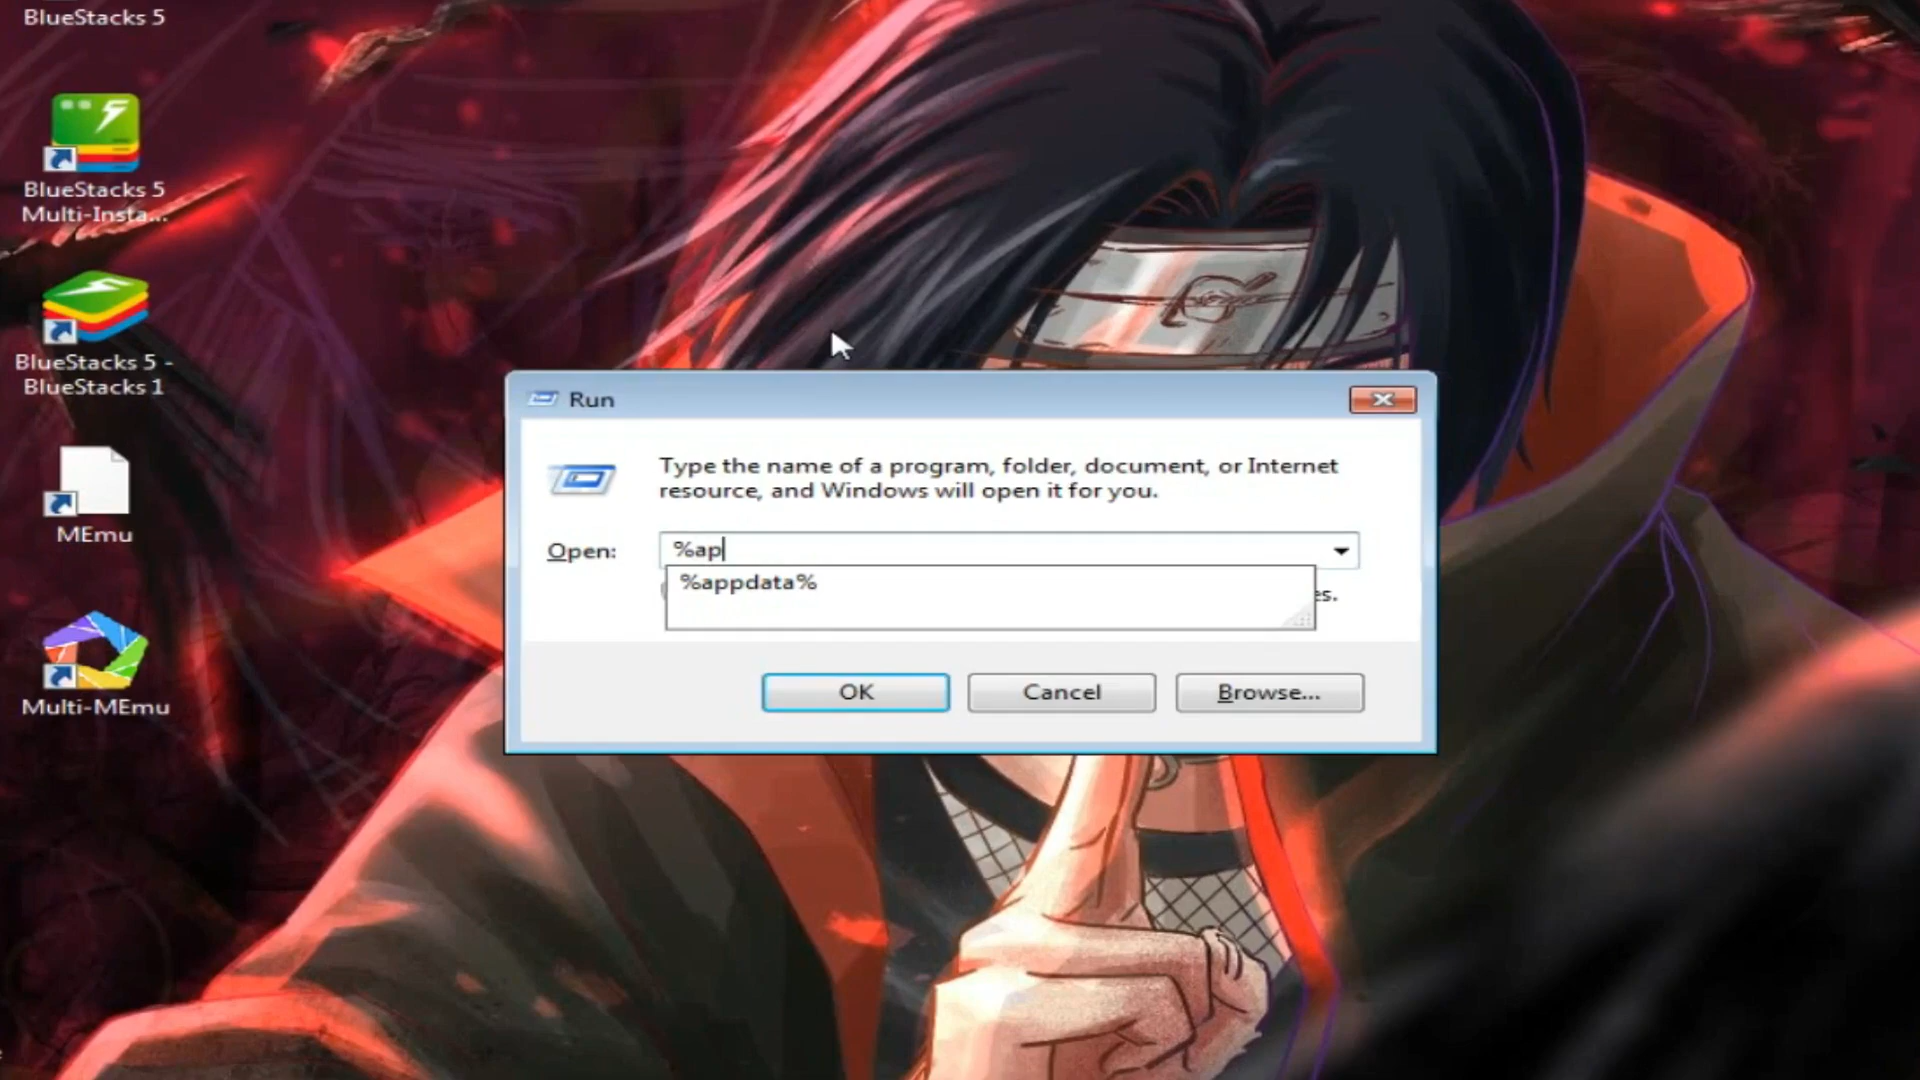 BlueStacks 5
BlueStacks 5
Multi-Insta...
BlueStacks 5 -
BlueStacks 1
MEmu
Multi-MEmu
Run
Type the name of a program, folder, document, or Internet
resource, and Windows will open it for you.
Open:
%ap
%appdata%
es.
OK
Cancel
Browse...